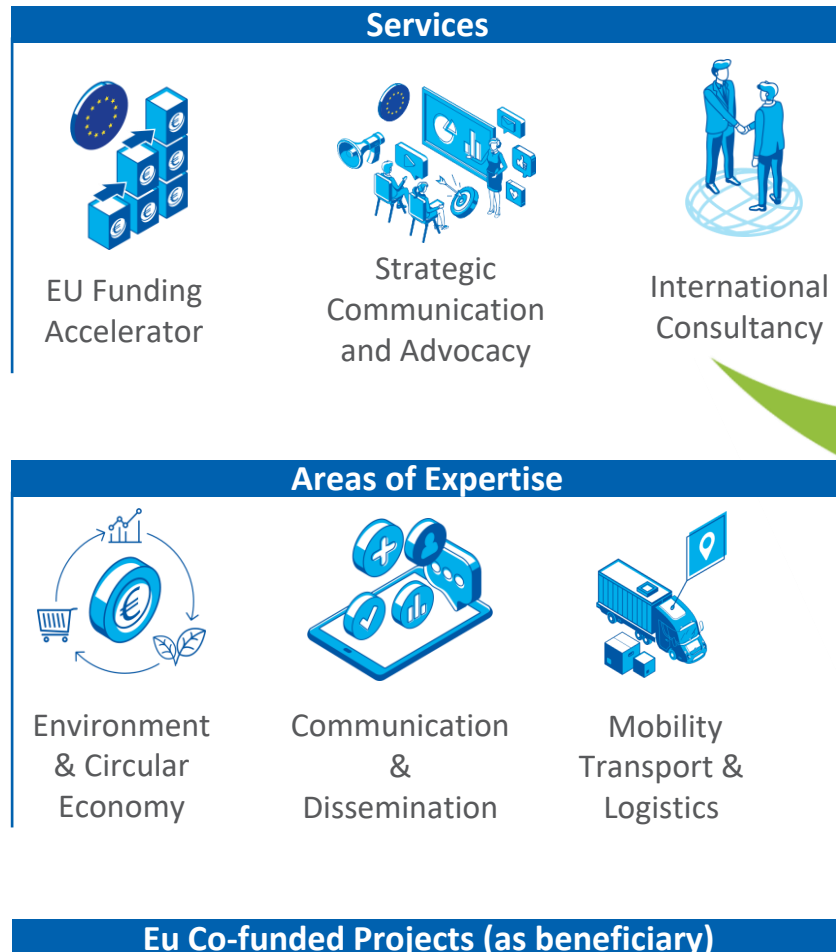 Services
EU Funding
Accelerator
Strategic
Communication
and Advocacy
International
Consultancy
Areas of Expertise
Environment
& Circular
Economy
Communication
&
Dissemination
Mobility
Transport &
Logistics
Eu Co-funded Projects (as beneficiary)